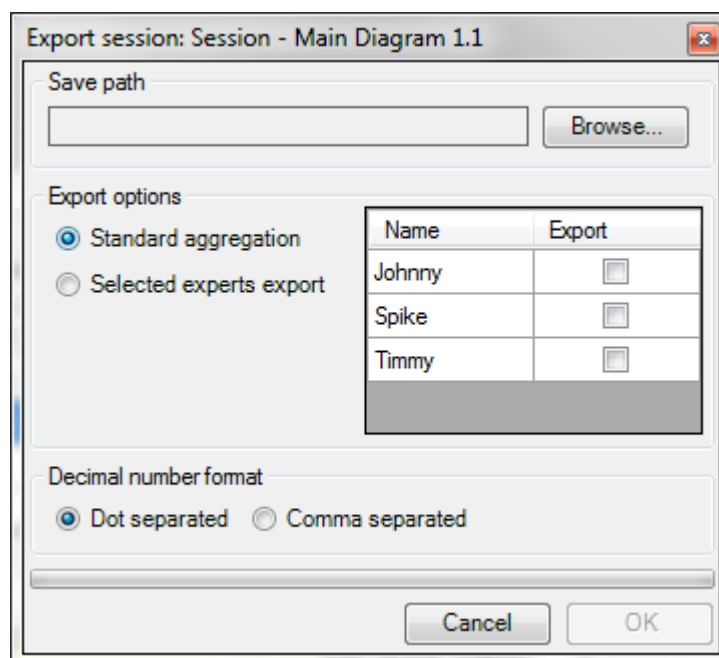 Export session: Session - Main Diagram 1.1
Save path
Browse...
Export options
Standard aggregation
Selected experts export
Name Export
Johnny
Spike
Timmy
Decimal number format
Dot separated Comma separated
Cancel OK